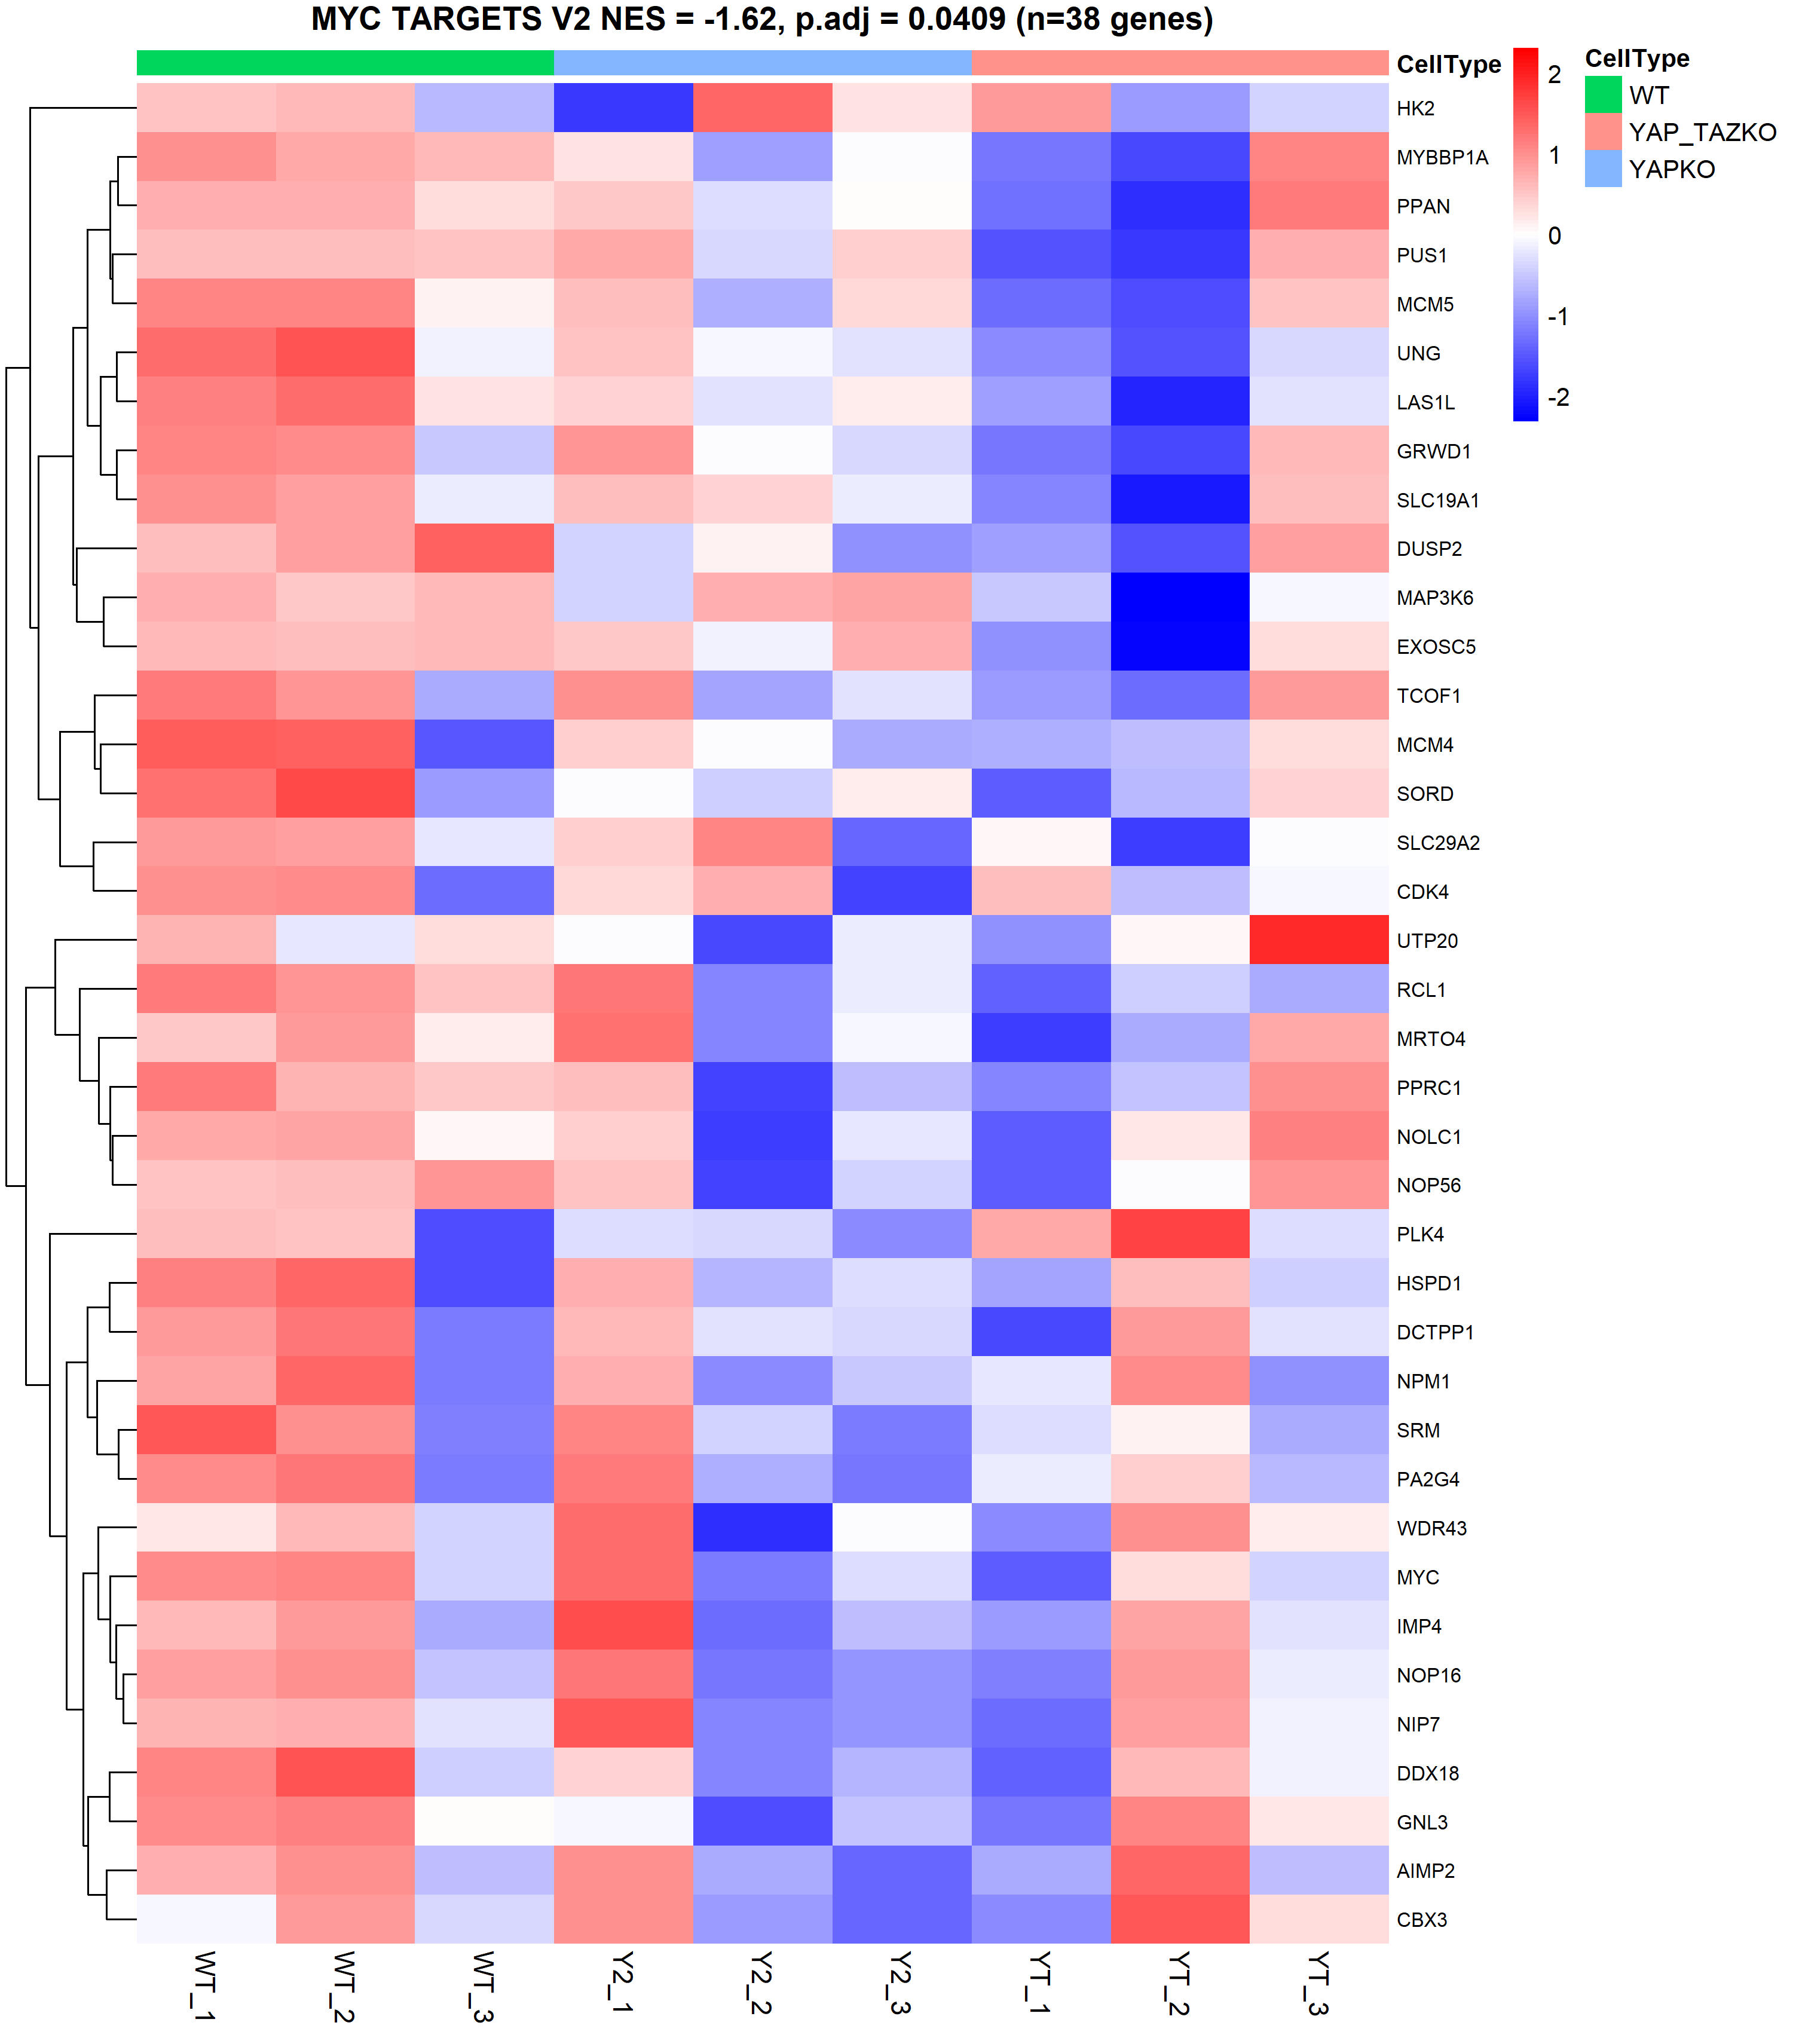 MYC TARGETS V2 NES = -1.62, p.adj = 0.0409 (n=38 genes)
CellType
HK2
MYBBP1A
PPAN
PUS1
MCM5
UNG
LAS1L
GRWD1
SLC19A1
DUSP2
MAP3K6
EXOSC5
TCOF1
MCM4
SORD
SLC29A2
CDK4
UTP20
RCL1
MRTO4
PPRC1
NOLC1
NOP56
PLK4
HSPD1
DCTPP1
NPM1
SRM
PA2G4
WDR43
MYC
IMP4
NOP16
NIP7
DDX18
GNL3
AIMP2
CBX3
2
1
0
-1
-2
CellType
WT
YAP_TAZKO
YAPKO
WT_1
WT_2
WT_3
Y2_1
Y2_2
Y2_3
YT_1
YT_2
YT_3